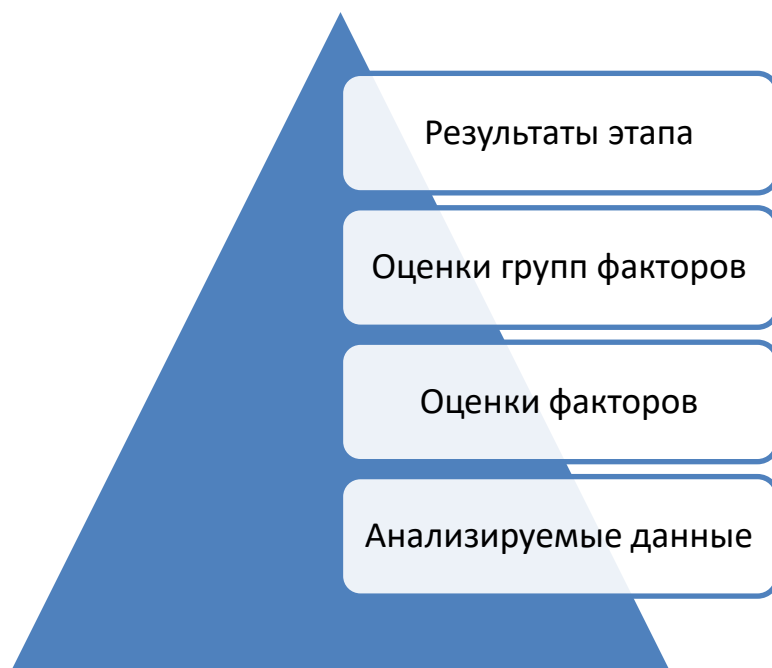 Результаты этапа
Оценки групп факторов
Оценки факторов
Анализируемые данные